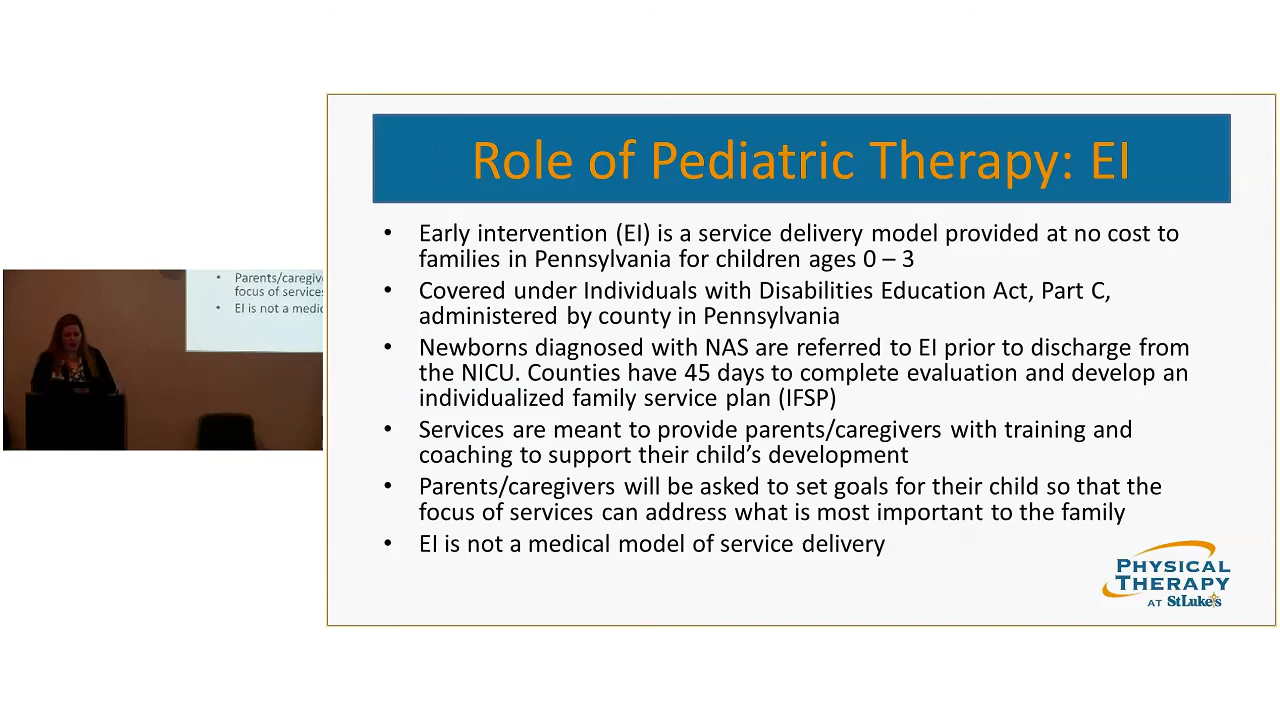 Role of Pediatric Therapy: EI
• Early intervention (EI) is a service delivery model provided at no cost to
families in Pennsylvania for children ages 0 – 3
• Covered under Individuals with Disabilities Education Act, Part C,
administered by county in Pennsylvania
• Newborns diagnosed with NAS are referred to EI prior to discharge from
the NICU. Counties have 45 days to complete evaluation and develop an
individualized family service plan (IFSP)
• Services are meant to provide parents/caregivers with training and
coaching to support their child’s development
• Parents/caregivers will be asked to set goals for their child so that the
focus of services can address what is most important to the family
• EI is not a medical model of service delivery
PHYSICAL
THERAPY
AT StLuke's
• Parents/caregiv
focus of services
• EI is not a medic